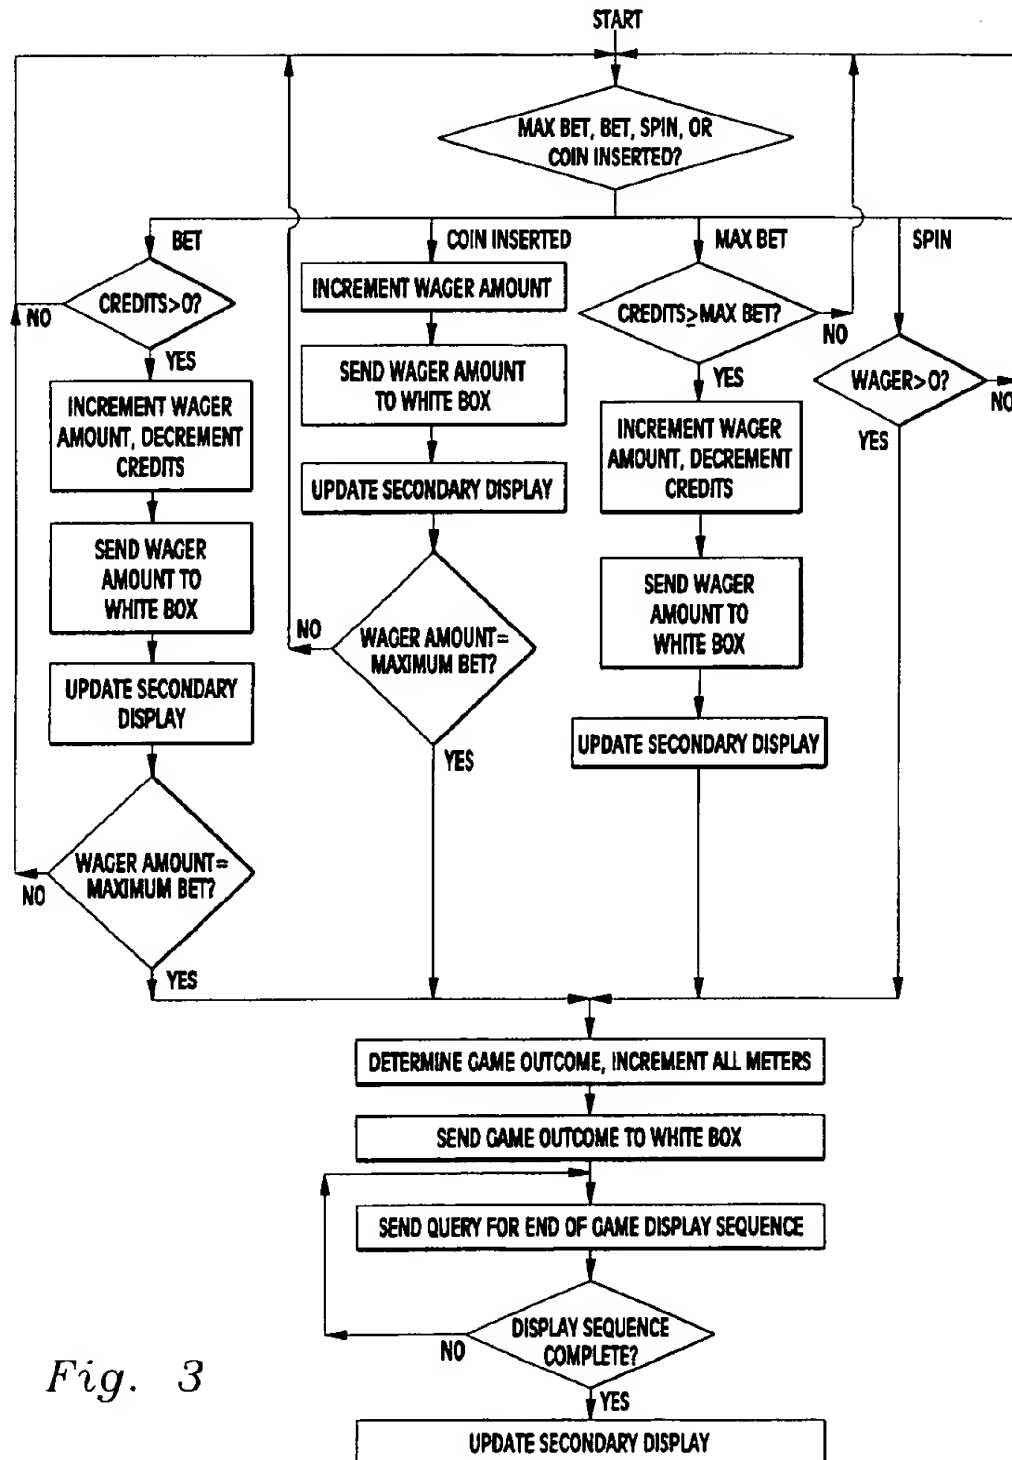 START
MAX BET, BET, SPIN, OR
COIN INSERTED?
BET
COIN INSERTED
MAX BET
SPIN
CREDITS>0?
NO
YES
INCREMENT WAGER
AMOUNT, DECREMENT
CREDITS
SEND WAGER
AMOUNT TO
WHITE BOX
UPDATE SECONDARY
DISPLAY
WAGER AMOUNT=
MAXIMUM BET?
NO
YES
INCREMENT WAGER AMOUNT
SEND WAGER AMOUNT
TO WHITE BOX
UPDATE SECONDARY DISPLAY
WAGER AMOUNT=
MAXIMUM BET?
NO
YES
CREDITS≥MAX BET?
NO
YES
INCREMENT WAGER
AMOUNT, DECREMENT
CREDITS
SEND WAGER
AMOUNT TO
WHITE BOX
UPDATE SECONDARY DISPLAY
WAGER>0?
NO
YES
DETERMINE GAME OUTCOME, INCREMENT ALL METERS
SEND GAME OUTCOME TO WHITE BOX
SEND QUERY FOR END OF GAME DISPLAY SEQUENCE
DISPLAY SEQUENCE
COMPLETE?
NO
YES
UPDATE SECONDARY DISPLAY
Fig. 3